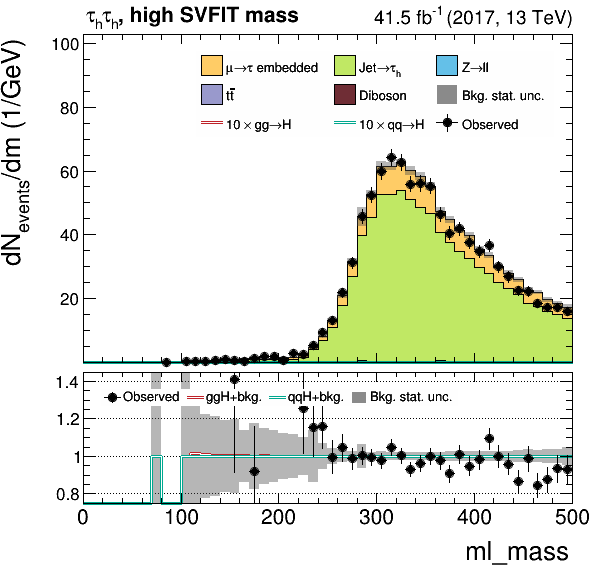 τhτh, high SVFIT mass 41.5 fb⁻¹ (2017, 13 TeV)
dNevents/dm (1/GeV)
100
80
60
40
20
μ→τ embedded Jet→τh Z→ll
tt̄ Diboson Bkg. stat. unc.
10 × gg→H 10 × qq→H Observed
1.4
1.2
1
0.8
Observed ggH+bkg. qqH+bkg. Bkg. stat. unc.
0 100 200 300 400 500
ml_mass